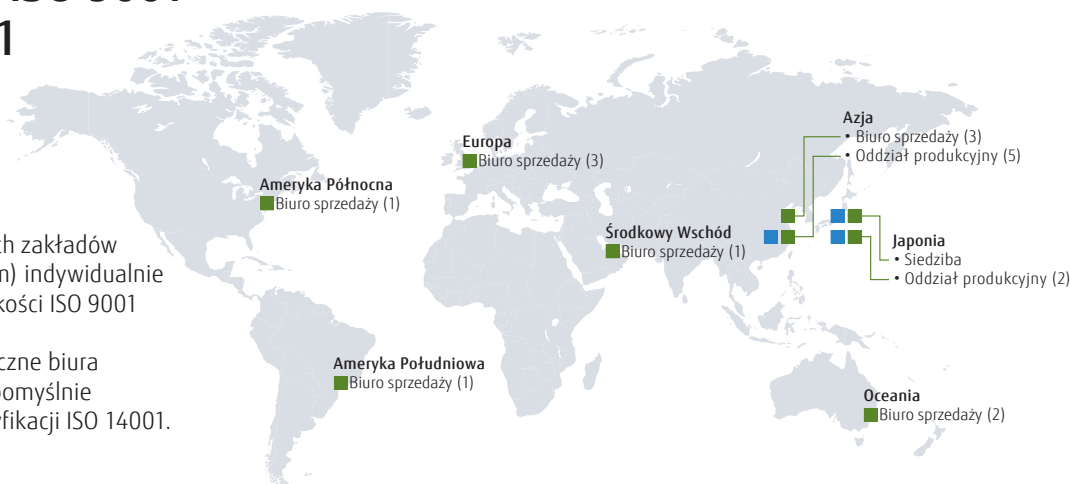 1
ch zakładów
m) indywidualnie
kości ISO 9001
czne biura
pomyślnie
yfikacji ISO 14001.
Ameryka Północna
Biuro sprzedaży (1)
Europa
Biuro sprzedaży (3)
Środkowy Wschód
Biuro sprzedaży (1)
Azja
• Biuro sprzedaży (3)
• Oddział produkcyjny (5)
Japonia
• Siedziba
• Oddział produkcyjny (2)
Ameryka Południowa
Biuro sprzedaży (1)
Oceania
Biuro sprzedaży (2)